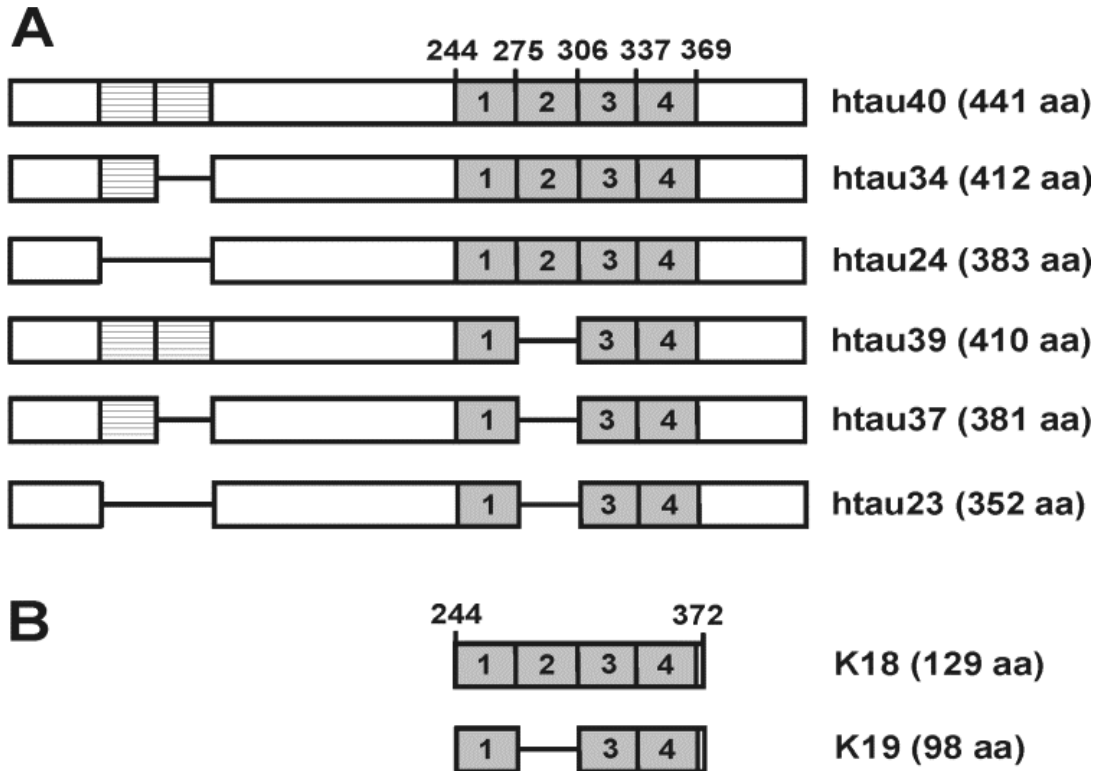 A
244 275 306 337 369
1 2 3 4 htau40 (441 aa)
1 2 3 4 htau34 (412 aa)
1 2 3 4 htau24 (383 aa)
1 3 4 htau39 (410 aa)
1 3 4 htau37 (381 aa)
1 3 4 htau23 (352 aa)
B
244 372
1 2 3 4 K18 (129 aa)
1 3 4 K19 (98 aa)